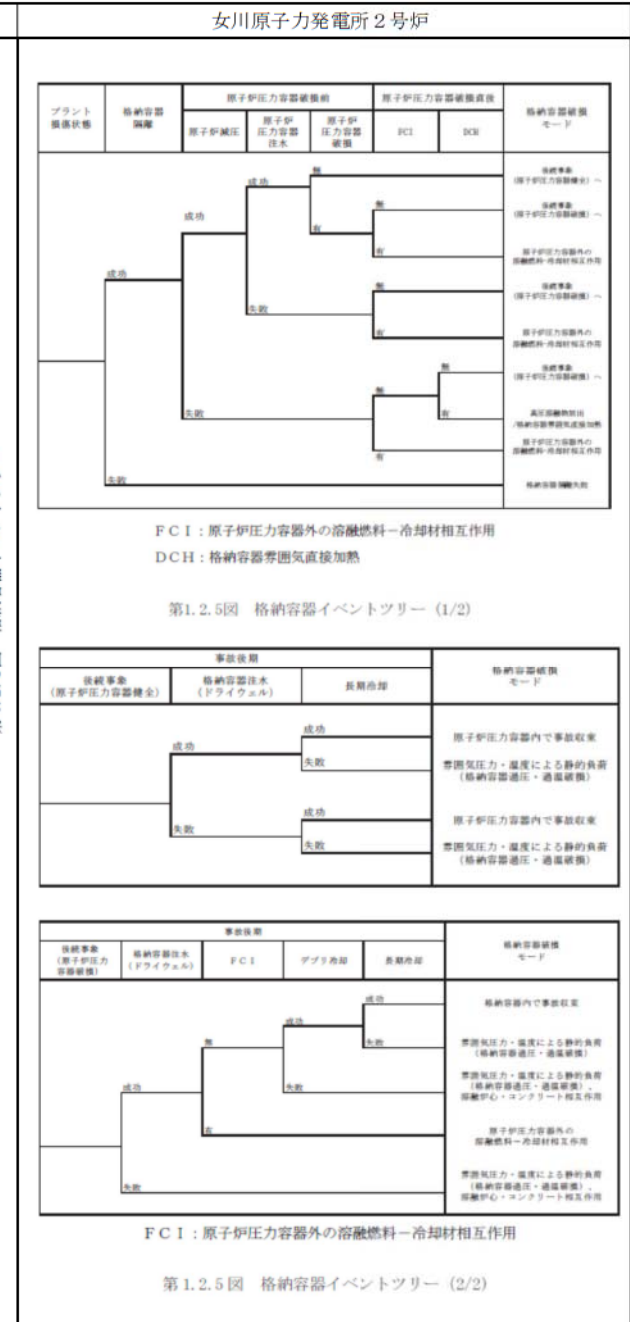 女川原子力発電所２号炉
プラント
損傷状態
格納容器
隔離
原子炉圧力容器破損前
原子炉圧力容器破損直後
格納容器破損
モード
原子炉減圧
原子炉
圧力容器
注水
原子炉
圧力容器
破損
FCI
DCH
成功
成功
成功
無
後続事象
(原子炉圧力容器健全) へ
無
後続事象
(原子炉圧力容器破損) へ
有
有
原子炉圧力容器外の
溶融燃料-冷却材相互作用
失敗
無
後続事象
(原子炉圧力容器破損) へ
有
原子炉圧力容器外の
溶融燃料-冷却材相互作用
失敗
無
無
後続事象
(原子炉圧力容器破損) へ
有
高圧溶融物放出
/格納容器雰囲気直接加熱
有
原子炉圧力容器外の
溶融燃料-冷却材相互作用
失敗
格納容器隔離失敗
ＦＣＩ：原子炉圧力容器外の溶融燃料－冷却材相互作用
ＤＣＨ：格納容器雰囲気直接加熱
第1.2.5図　格納容器イベントツリー (1/2)
事故後期
格納容器破損
モード
後続事象
(原子炉圧力容器健全)
格納容器注水
(ドライウェル)
長期冷却
成功
成功
原子炉圧力容器内で事故収束
失敗
雰囲気圧力・温度による静的負荷
(格納容器過圧・過温破損)
失敗
成功
原子炉圧力容器内で事故収束
失敗
雰囲気圧力・温度による静的負荷
(格納容器過圧・過温破損)
事故後期
格納容器破損
モード
後続事象
(原子炉圧力
容器破損)
格納容器注水
(ドライウェル)
ＦＣＩ
デブリ冷却
長期冷却
成功
無
成功
成功
格納容器内で事故収束
失敗
雰囲気圧力・温度による静的負荷
(格納容器過圧・過温破損)
失敗
雰囲気圧力・温度による静的負荷
(格納容器過圧・過温破損)、
溶融炉心・コンクリート相互作用
有
原子炉圧力容器外の
溶融燃料－冷却材相互作用
失敗
雰囲気圧力・温度による静的負荷
(格納容器過圧・過温破損)、
溶融炉心・コンクリート相互作用
ＦＣＩ：原子炉圧力容器外の溶融燃料－冷却材相互作用
第 1.2.5 図　格納容器イベントツリー (2/2)